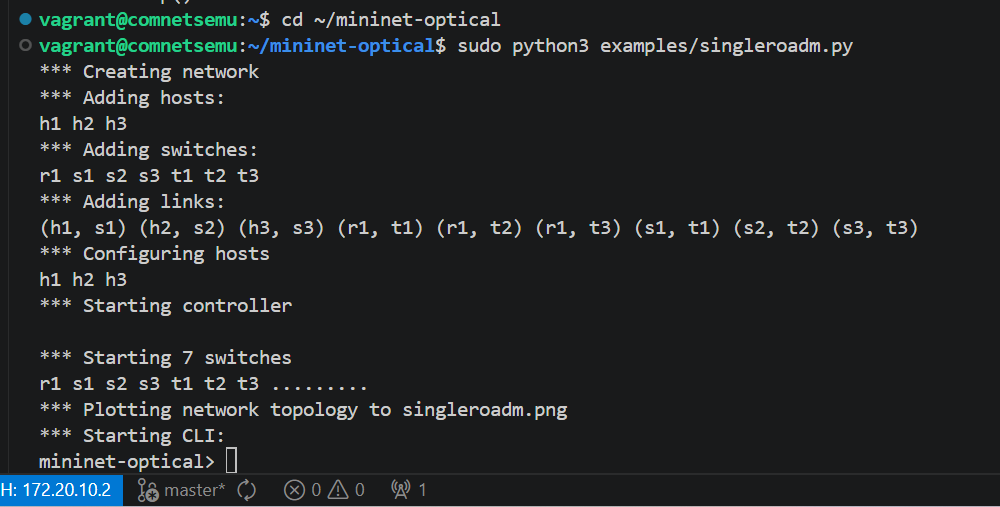 vagrant@comnetsemu:~$ cd ~/mininet-optical
vagrant@comnetsemu:~/mininet-optical$ sudo python3 examples/singleroadm.py
*** Creating network
*** Adding hosts:
h1 h2 h3
*** Adding switches:
r1 s1 s2 s3 t1 t2 t3
*** Adding links:
(h1, s1) (h2, s2) (h3, s3) (r1, t1) (r1, t2) (r1, t3) (s1, t1) (s2, t2) (s3, t3)
*** Configuring hosts
h1 h2 h3
*** Starting controller

*** Starting 7 switches
r1 s1 s2 s3 t1 t2 t3 .........
*** Plotting network topology to singleroadm.png
*** Starting CLI:
mininet-optical>
H: 172.20.10.2 master* 0 0 1